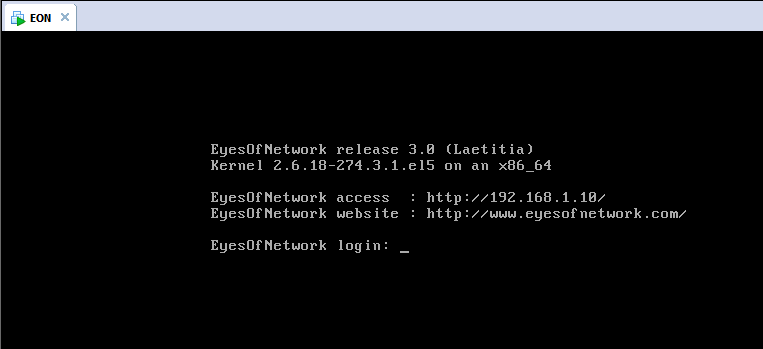 EON
EyesOfNetwork release 3.0 (Laetitia)
Kernel 2.6.18-274.3.1.el5 on an x86_64
EyesOfNetwork access  : http://192.168.1.10/
EyesOfNetwork website : http://www.eyesofnetwork.com/
EyesOfNetwork login: _